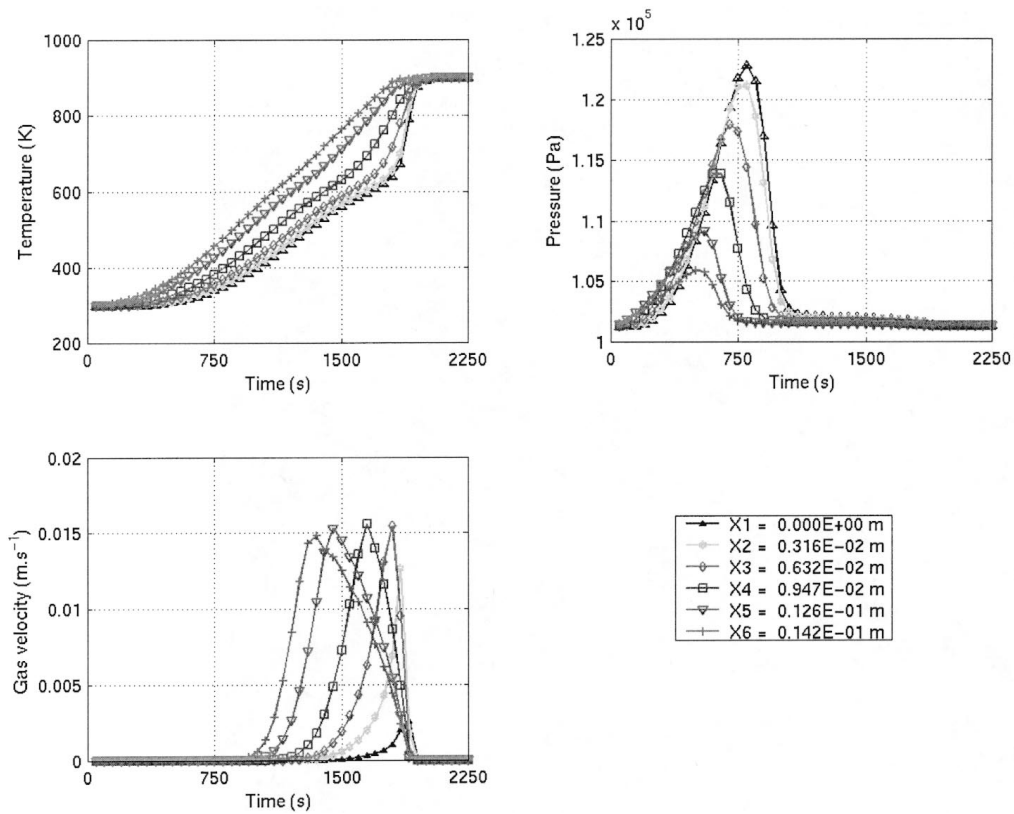 1000
800
600
400
200
Temperature (K)
0
750
1500
2250
Time (s)
x 10⁵
1.25
1.2
1.15
1.1
1.05
1
Pressure (Pa)
0
750
1500
2250
Time (s)
0.02
0.015
0.01
0.005
0
Gas velocity (m.s⁻¹)
0
750
1500
2250
Time (s)
X1 = 0.000E+00 m
X2 = 0.316E-02 m
X3 = 0.632E-02 m
X4 = 0.947E-02 m
X5 = 0.126E-01 m
X6 = 0.142E-01 m